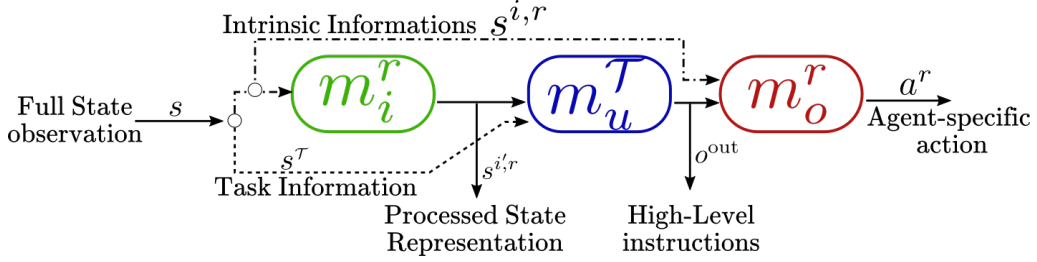 Intrinsic Informations $s^{i,r}$
$m_i^r$
$m_u^{\mathcal{T}}$
$m_o^r$
Full State
observation
$s$
$a^r$
Agent-specific
action
$s^{\mathcal{T}}$
Task Information
$s^{i',r}$
$o^{\text{out}}$
Processed State
Representation
High-Level
instructions